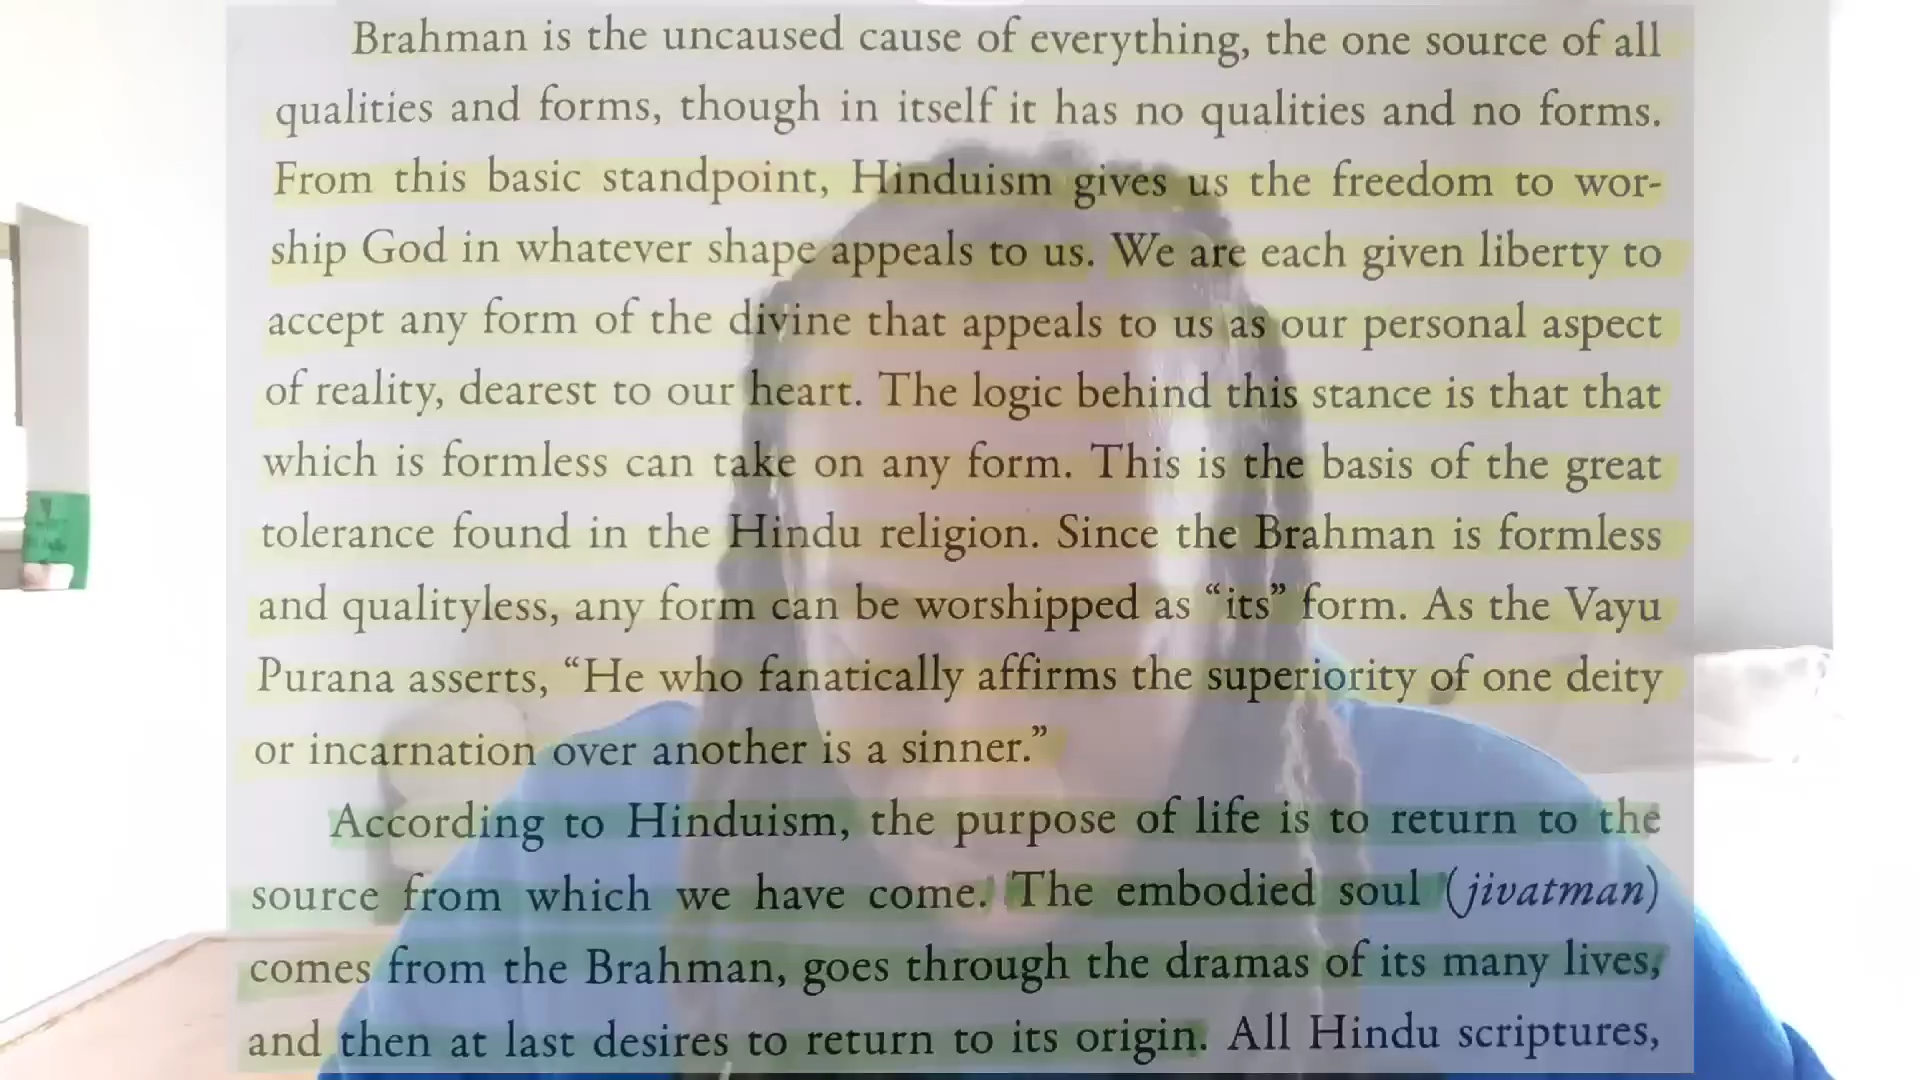 Brahman is the uncaused cause of everything, the one source of all
qualities and forms, though in itself it has no qualities and no forms.
From this basic standpoint, Hinduism gives us the freedom to wor-
ship God in whatever shape appeals to us. We are each given liberty to
accept any form of the divine that appeals to us as our personal aspect
of reality, dearest to our heart. The logic behind this stance is that that
which is formless can take on any form. This is the basis of the great
tolerance found in the Hindu religion. Since the Brahman is formless
and qualityless, any form can be worshipped as “its” form. As the Vayu
Purana asserts, “He who fanatically affirms the superiority of one deity
or incarnation over another is a sinner.”
According to Hinduism, the purpose of life is to return to the
source from which we have come. The embodied soul (jivatman)
comes from the Brahman, goes through the dramas of its many lives,
and then at last desires to return to its origin. All Hindu scriptures,